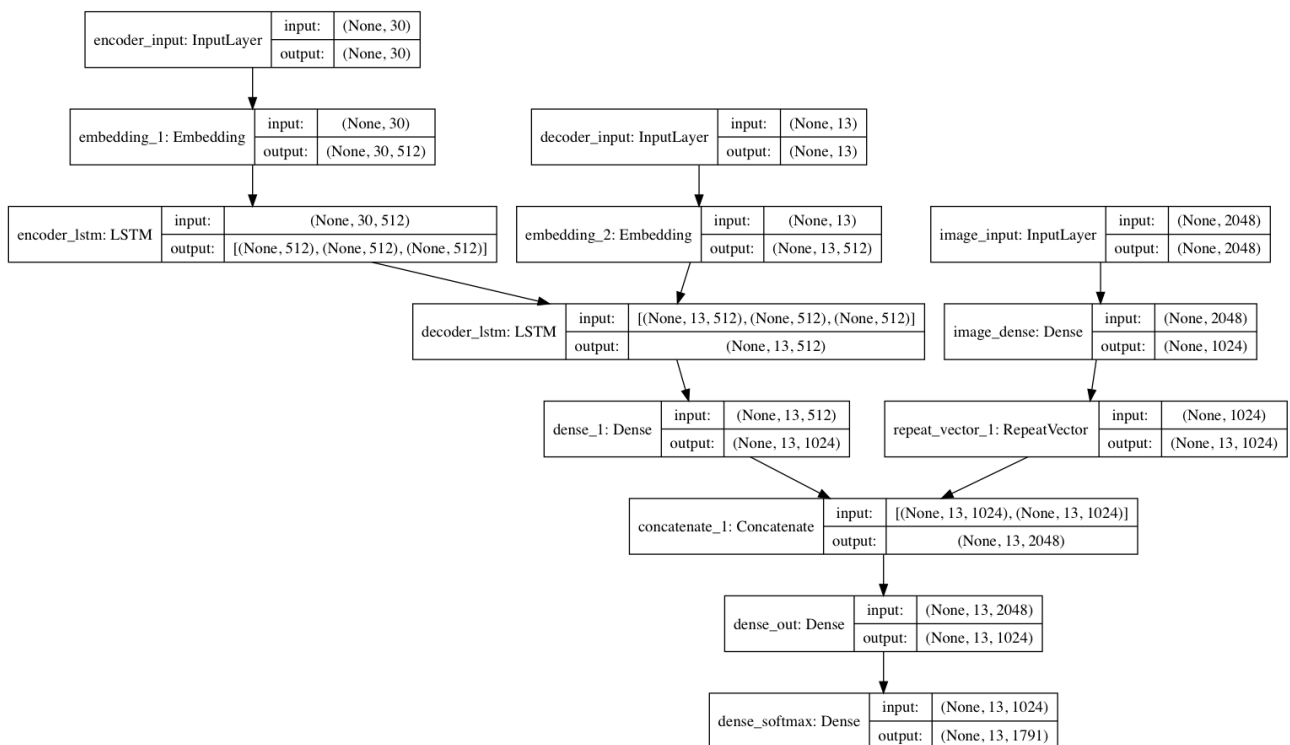 encoder_input: InputLayer
input: (None, 30)
output: (None, 30)
embedding_1: Embedding
input: (None, 30)
output: (None, 30, 512)
decoder_input: InputLayer
input: (None, 13)
output: (None, 13)
encoder_lstm: LSTM
input: (None, 30, 512)
output: [(None, 512), (None, 512), (None, 512)]
embedding_2: Embedding
input: (None, 13)
output: (None, 13, 512)
image_input: InputLayer
input: (None, 2048)
output: (None, 2048)
decoder_lstm: LSTM
input: [(None, 13, 512), (None, 512), (None, 512)]
output: (None, 13, 512)
image_dense: Dense
input: (None, 2048)
output: (None, 1024)
dense_1: Dense
input: (None, 13, 512)
output: (None, 13, 1024)
repeat_vector_1: RepeatVector
input: (None, 1024)
output: (None, 13, 1024)
concatenate_1: Concatenate
input: [(None, 13, 1024), (None, 13, 1024)]
output: (None, 13, 2048)
dense_out: Dense
input: (None, 13, 2048)
output: (None, 13, 1024)
dense_softmax: Dense
input: (None, 13, 1024)
output: (None, 13, 1791)